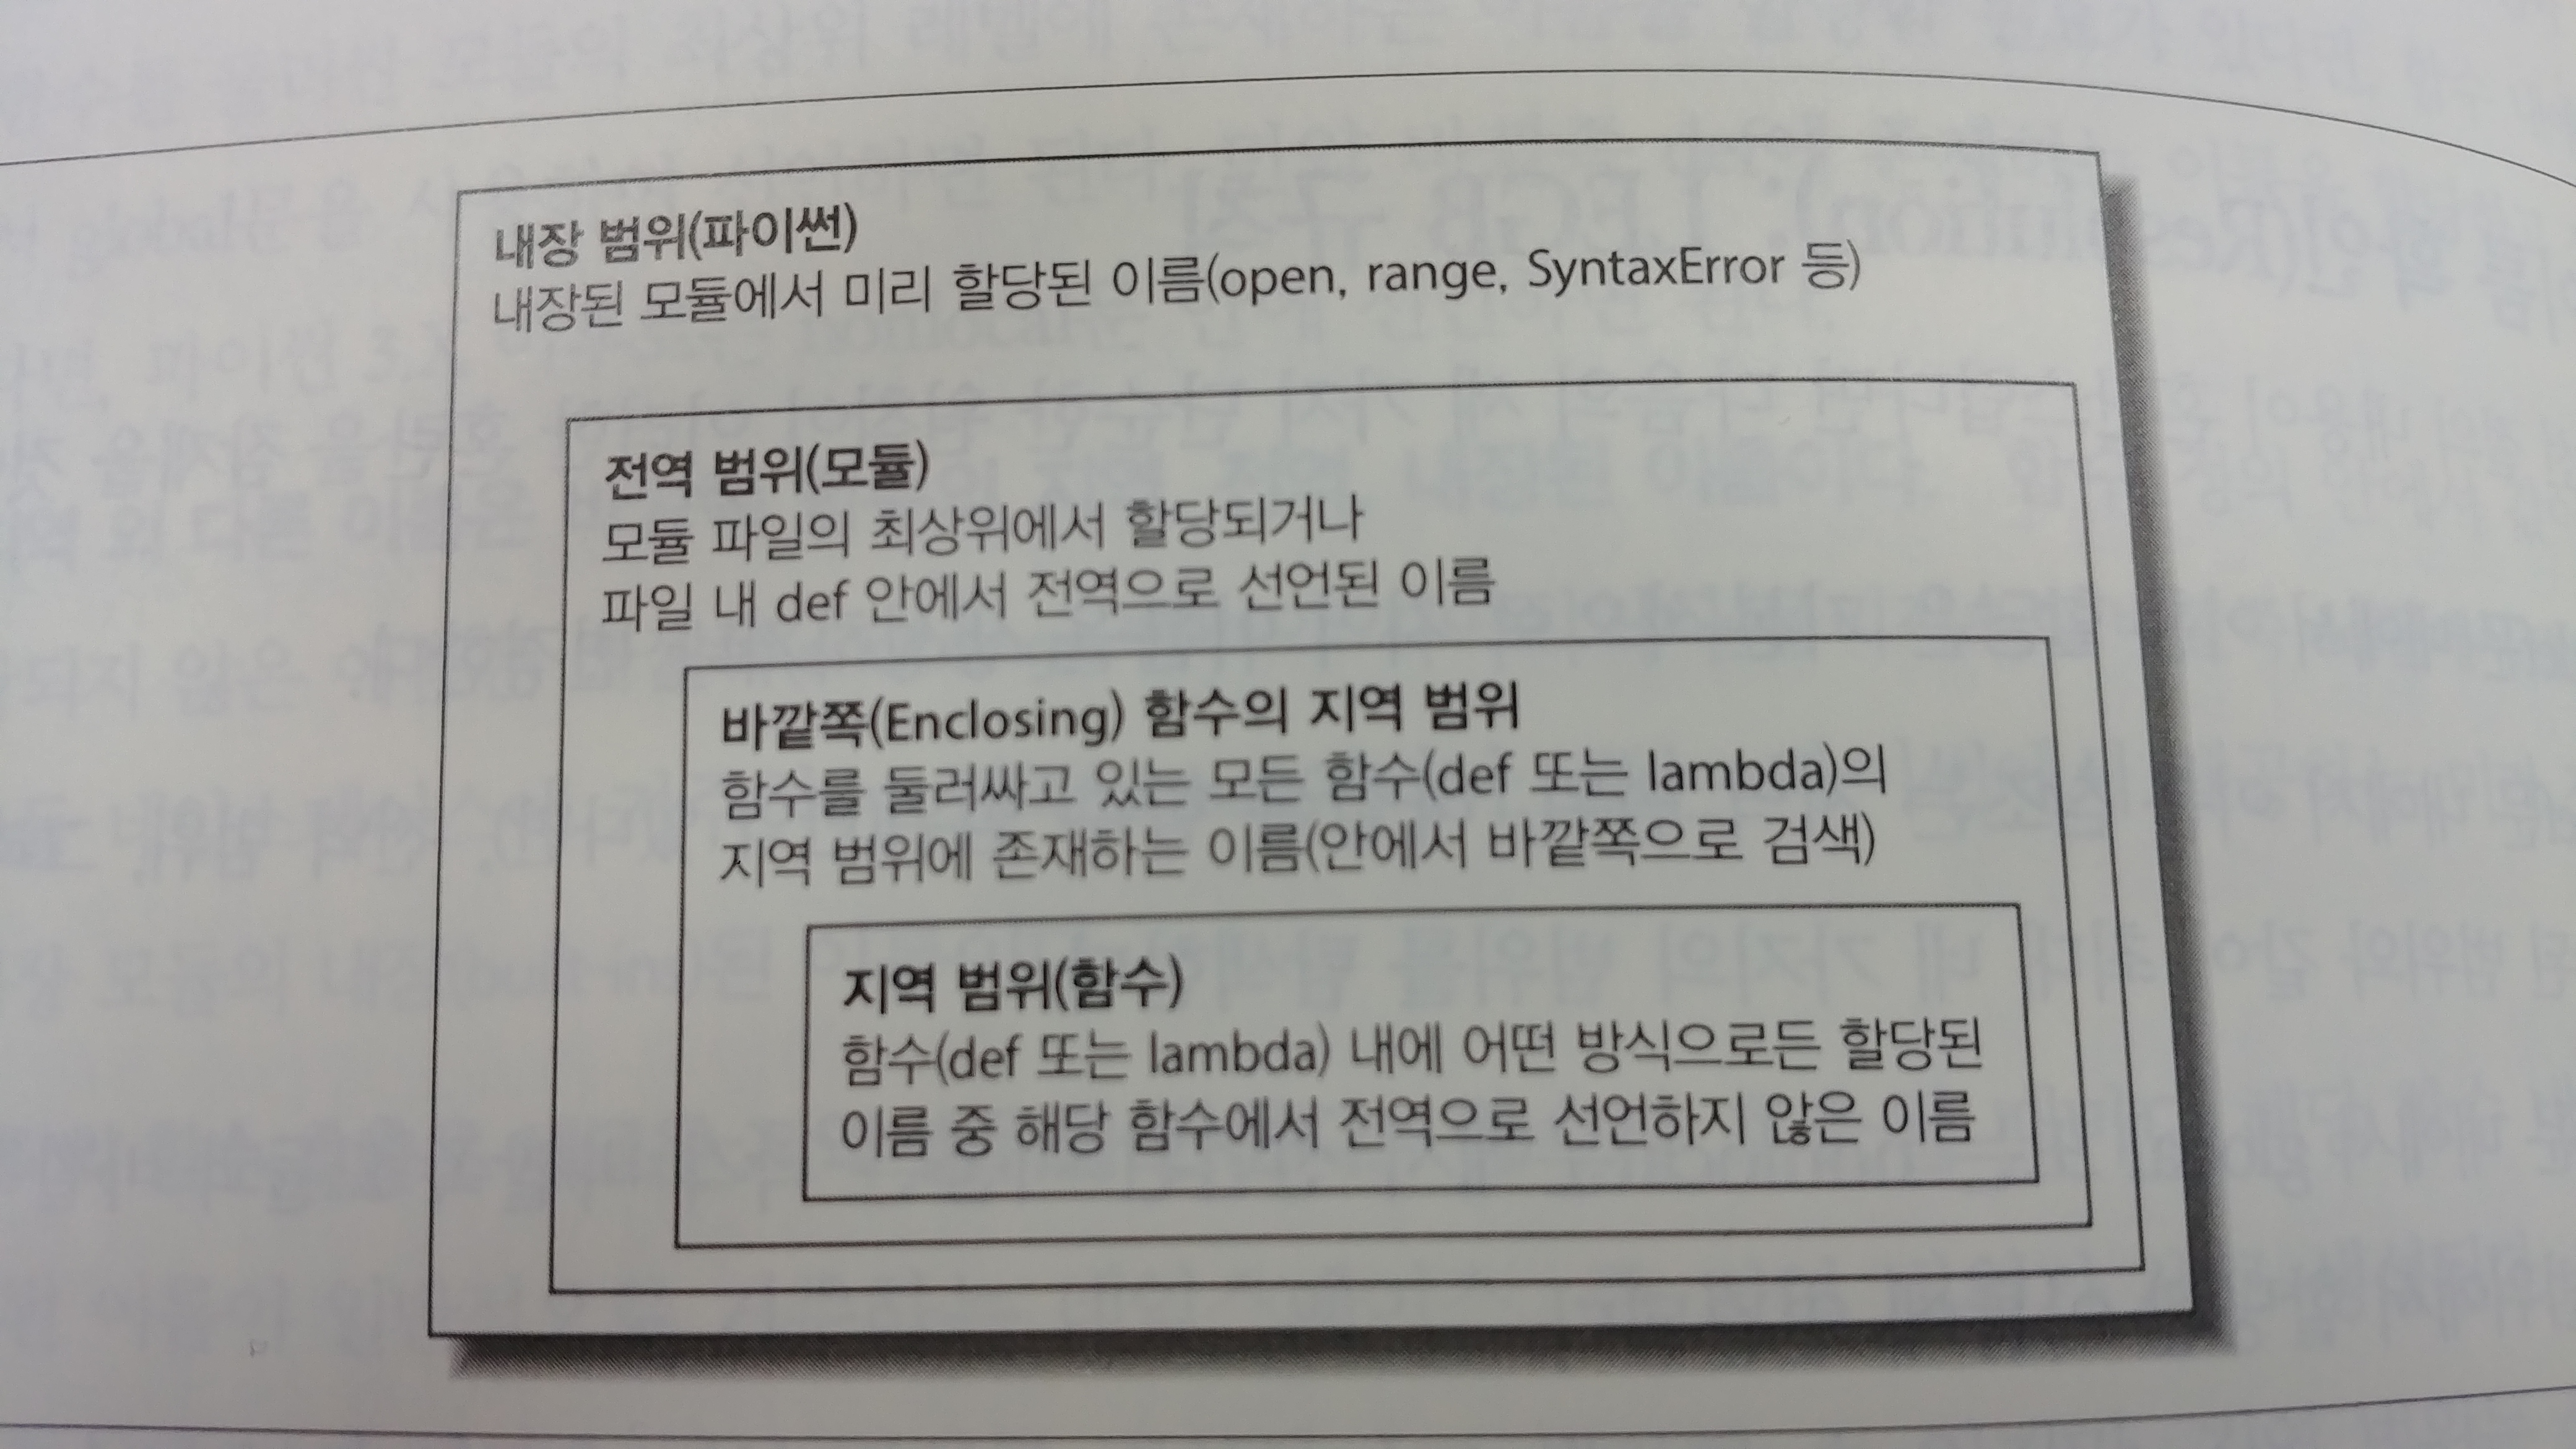 내장 범위(파이썬)
내장된 모듈에서 미리 할당된 이름(open, range, SyntaxError 등)
전역 범위(모듈)
모듈 파일의 최상위에서 할당되거나
파일 내 def 안에서 전역으로 선언된 이름
바깥쪽(Enclosing) 함수의 지역 범위
함수를 둘러싸고 있는 모든 함수(def 또는 lambda)의
지역 범위에 존재하는 이름(안에서 바깥쪽으로 검색)
지역 범위(함수)
함수(def 또는 lambda) 내에 어떤 방식으로든 할당된
이름 중 해당 함수에서 전역으로 선언하지 않은 이름